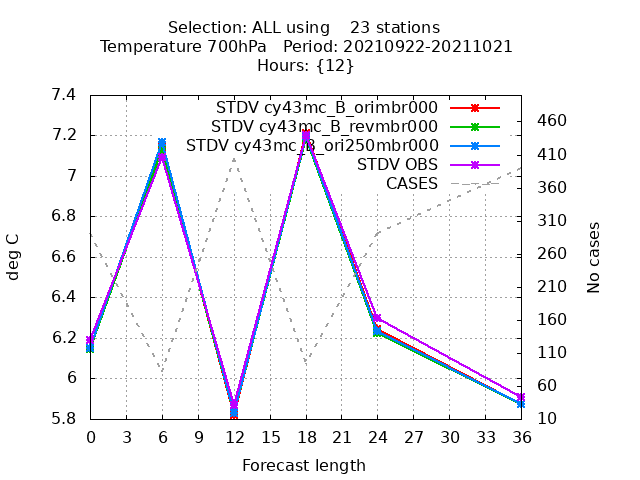 Selection: ALL using    23 stations
Temperature 700hPa   Period: 20210922-20211021
Hours: {12}
STDV cy43mc_B_orimbr000
STDV cy43mc_B_revmbr000
STDV cy43mc_B_ori250mbr000
STDV OBS
CASES
deg C
7.4
7.2
7
6.8
6.6
6.4
6.2
6
5.8
460
410
360
310
260
210
160
110
60
10
No cases
0 3 6 9 12 15 18 21 24 27 30 33 36
Forecast length